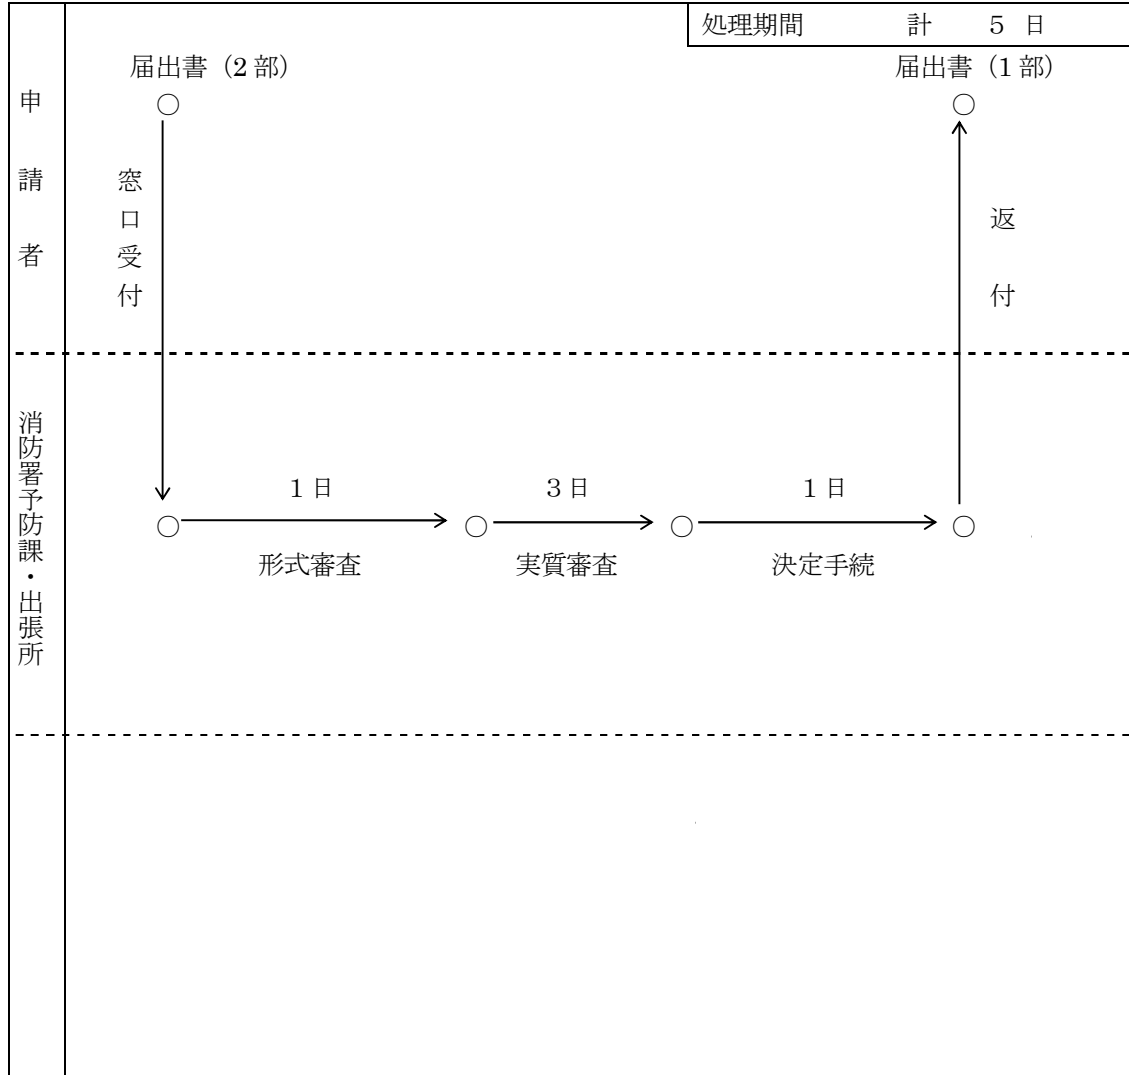 処理期間　計　５ 日
届出書（2 部）
届出書（1 部）
申請者
窓口受付
返付
消防署予防課・出張所
１日
３日
１日
形式審査
実質審査
決定手続